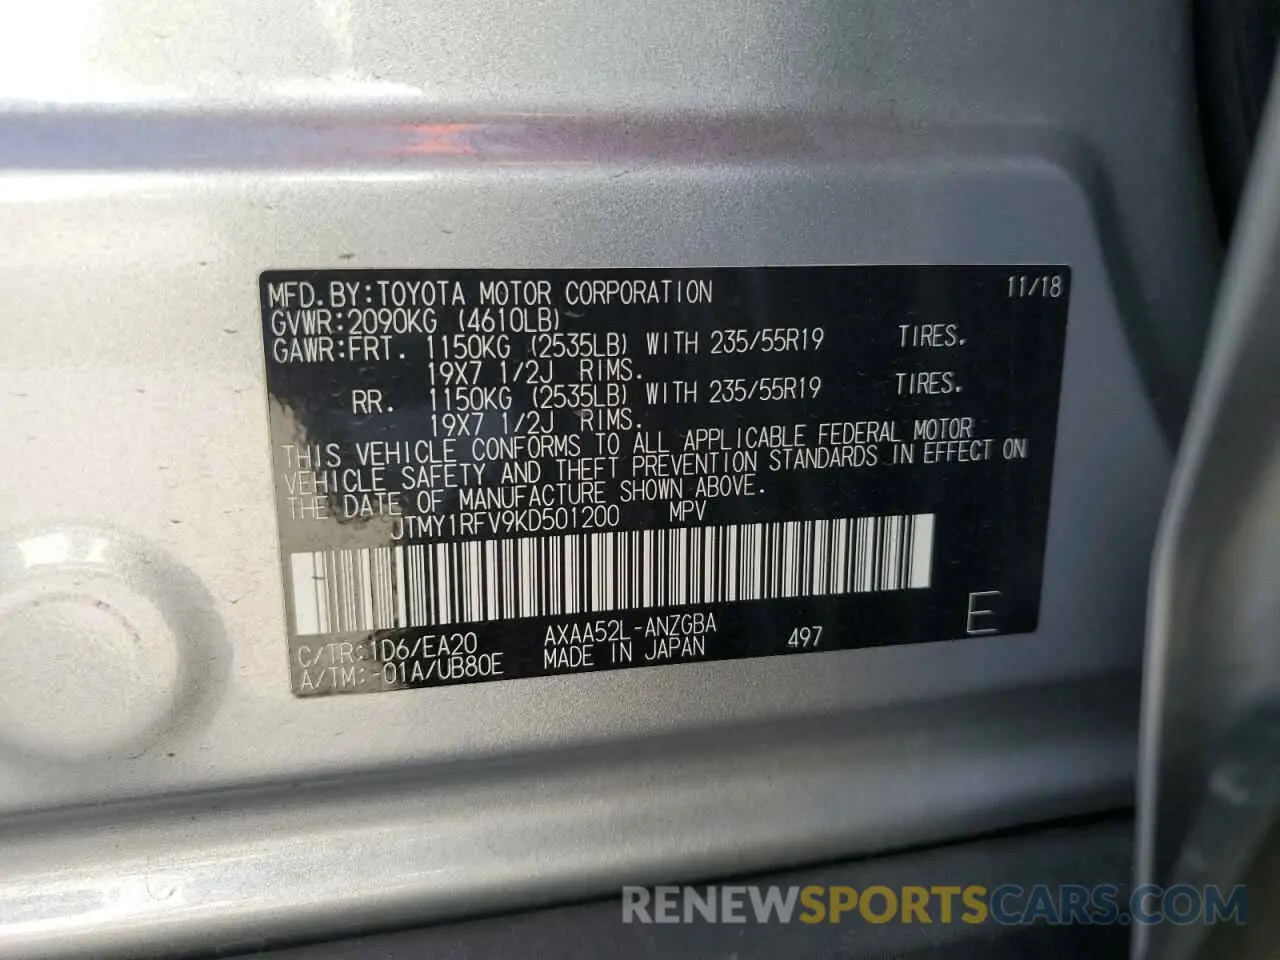 MFD.BY:TOYOTA MOTOR CORPORATION 11/18
GVWR:2090KG (4610LB)
GAWR:FRT. 1150KG (2535LB) WITH 235/55R19 TIRES.
19X7 1/2J RIMS.
RR. 1150KG (2535LB) WITH 235/55R19 TIRES.
19X7 1/2J RIMS.
THIS VEHICLE CONFORMS TO ALL APPLICABLE FEDERAL MOTOR
VEHICLE SAFETY AND THEFT PREVENTION STANDARDS IN EFFECT ON
THE DATE OF MANUFACTURE SHOWN ABOVE.
JTMY1RFV9KD501200 MPV
C/TR:1D6/EA20 AXAA52L-ANZGBA 497 E
A/TM:-01A/UB80E MADE IN JAPAN
RENEWSPORTSCARS.COM